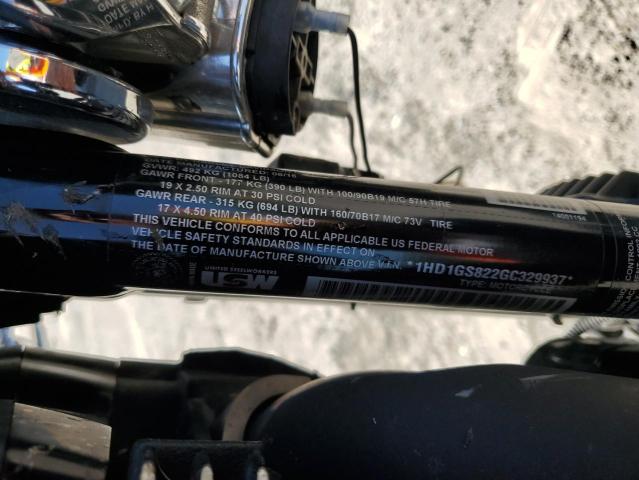 DATE MANUFACTURED: 06/16
GVWR: 492 KG (1084 LB)
GAWR FRONT - 177 KG (390 LB) WITH 100/90B19 M/C 57H TIRE
19 X 2.50 RIM AT 30 PSI COLD
GAWR REAR - 315 KG (694 LB) WITH 160/70B17 M/C 73V TIRE
17 X 4.50 RIM AT 40 PSI COLD
THIS VEHICLE CONFORMS TO ALL APPLICABLE US FEDERAL MOTOR
VEHICLE SAFETY STANDARDS IN EFFECT ON
THE DATE OF MANUFACTURE SHOWN ABOVE V.I.N.
*1HD1GS822GC329937*
TYPE: MOTORCYCLE
14001194
UNITED STEELWORKERS
USW